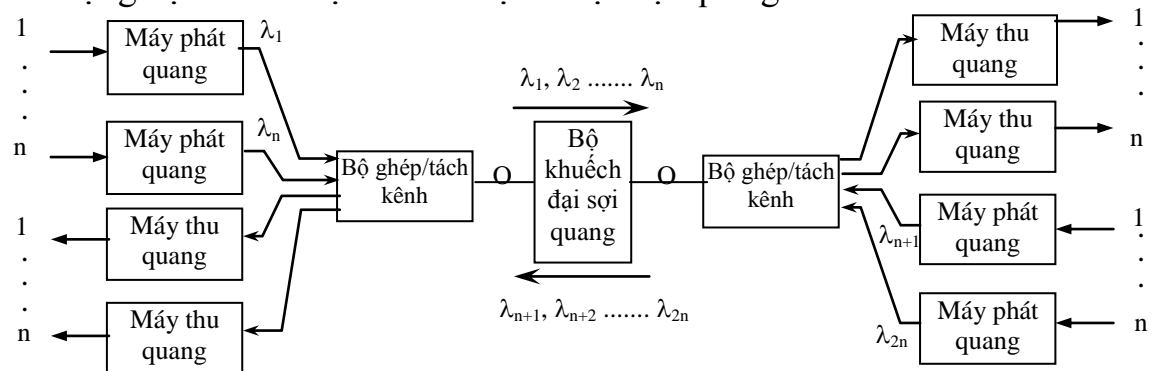 1
.
.
.
n
Máy phát
quang
λ1
Máy phát
quang
λn
1
.
.
.
n
Máy thu
quang
Máy thu
quang
Bộ ghép/tách
kênh
O
λ1, λ2 ....... λn
Bộ
khuếch
đại sợi
quang
λn+1, λn+2 ....... λ2n
O
Bộ ghép/tách
kênh
Máy thu
quang
1
.
.
.
n
Máy thu
quang
λn+1
Máy phát
quang
1
.
.
.
n
λ2n
Máy phát
quang